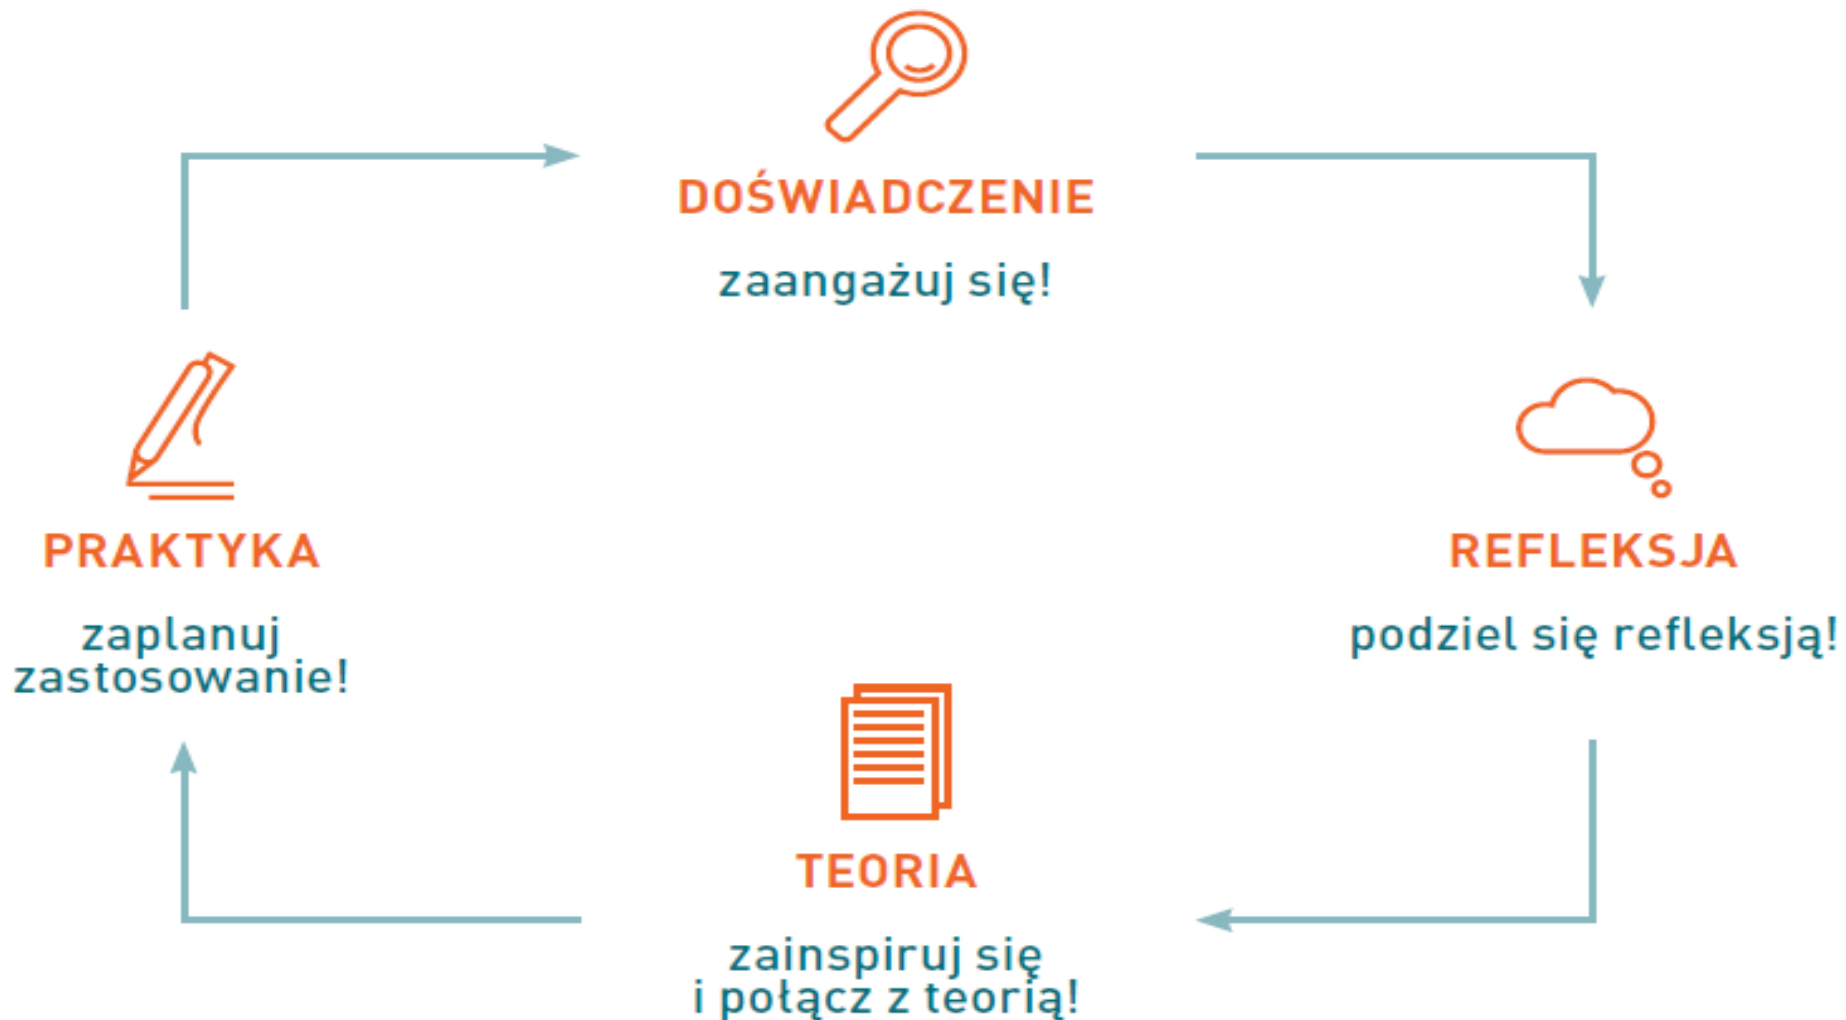 DOŚWIADCZENIE
zaangażuj się!
PRAKTYKA
zaplanuj
zastosowanie!
REFLEKSJA
podziel się refleksją!
TEORIA
zainspiruj się
i połącz z teorią!